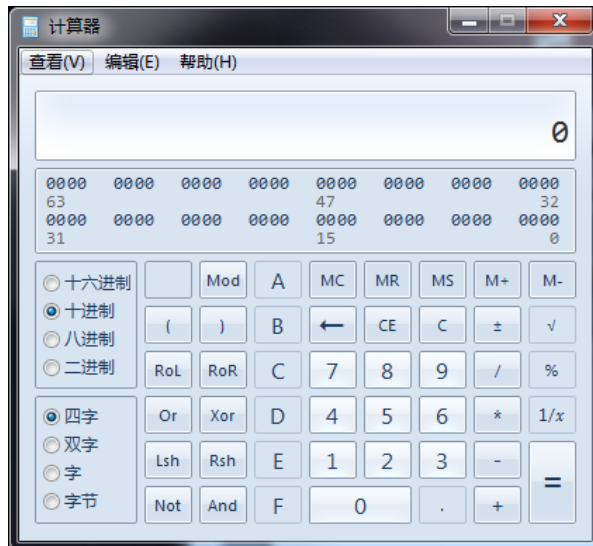 计算器
查看(V) 编辑(E) 帮助(H)
0
0000 0000 0000 0000 0000 0000 0000 0000
63 47 32
0000 0000 0000 0000 0000 0000 0000 0000
31 15 0
十六进制 Mod A MC MR MS M+ M-
十进制
八进制 ( ) B ← CE C ± √
二进制 RoL RoR C 7 8 9 / %
四字 Or Xor D 4 5 6 * 1/x
双字
字 Lsh Rsh E 1 2 3 - =
字节 Not And F 0 . +